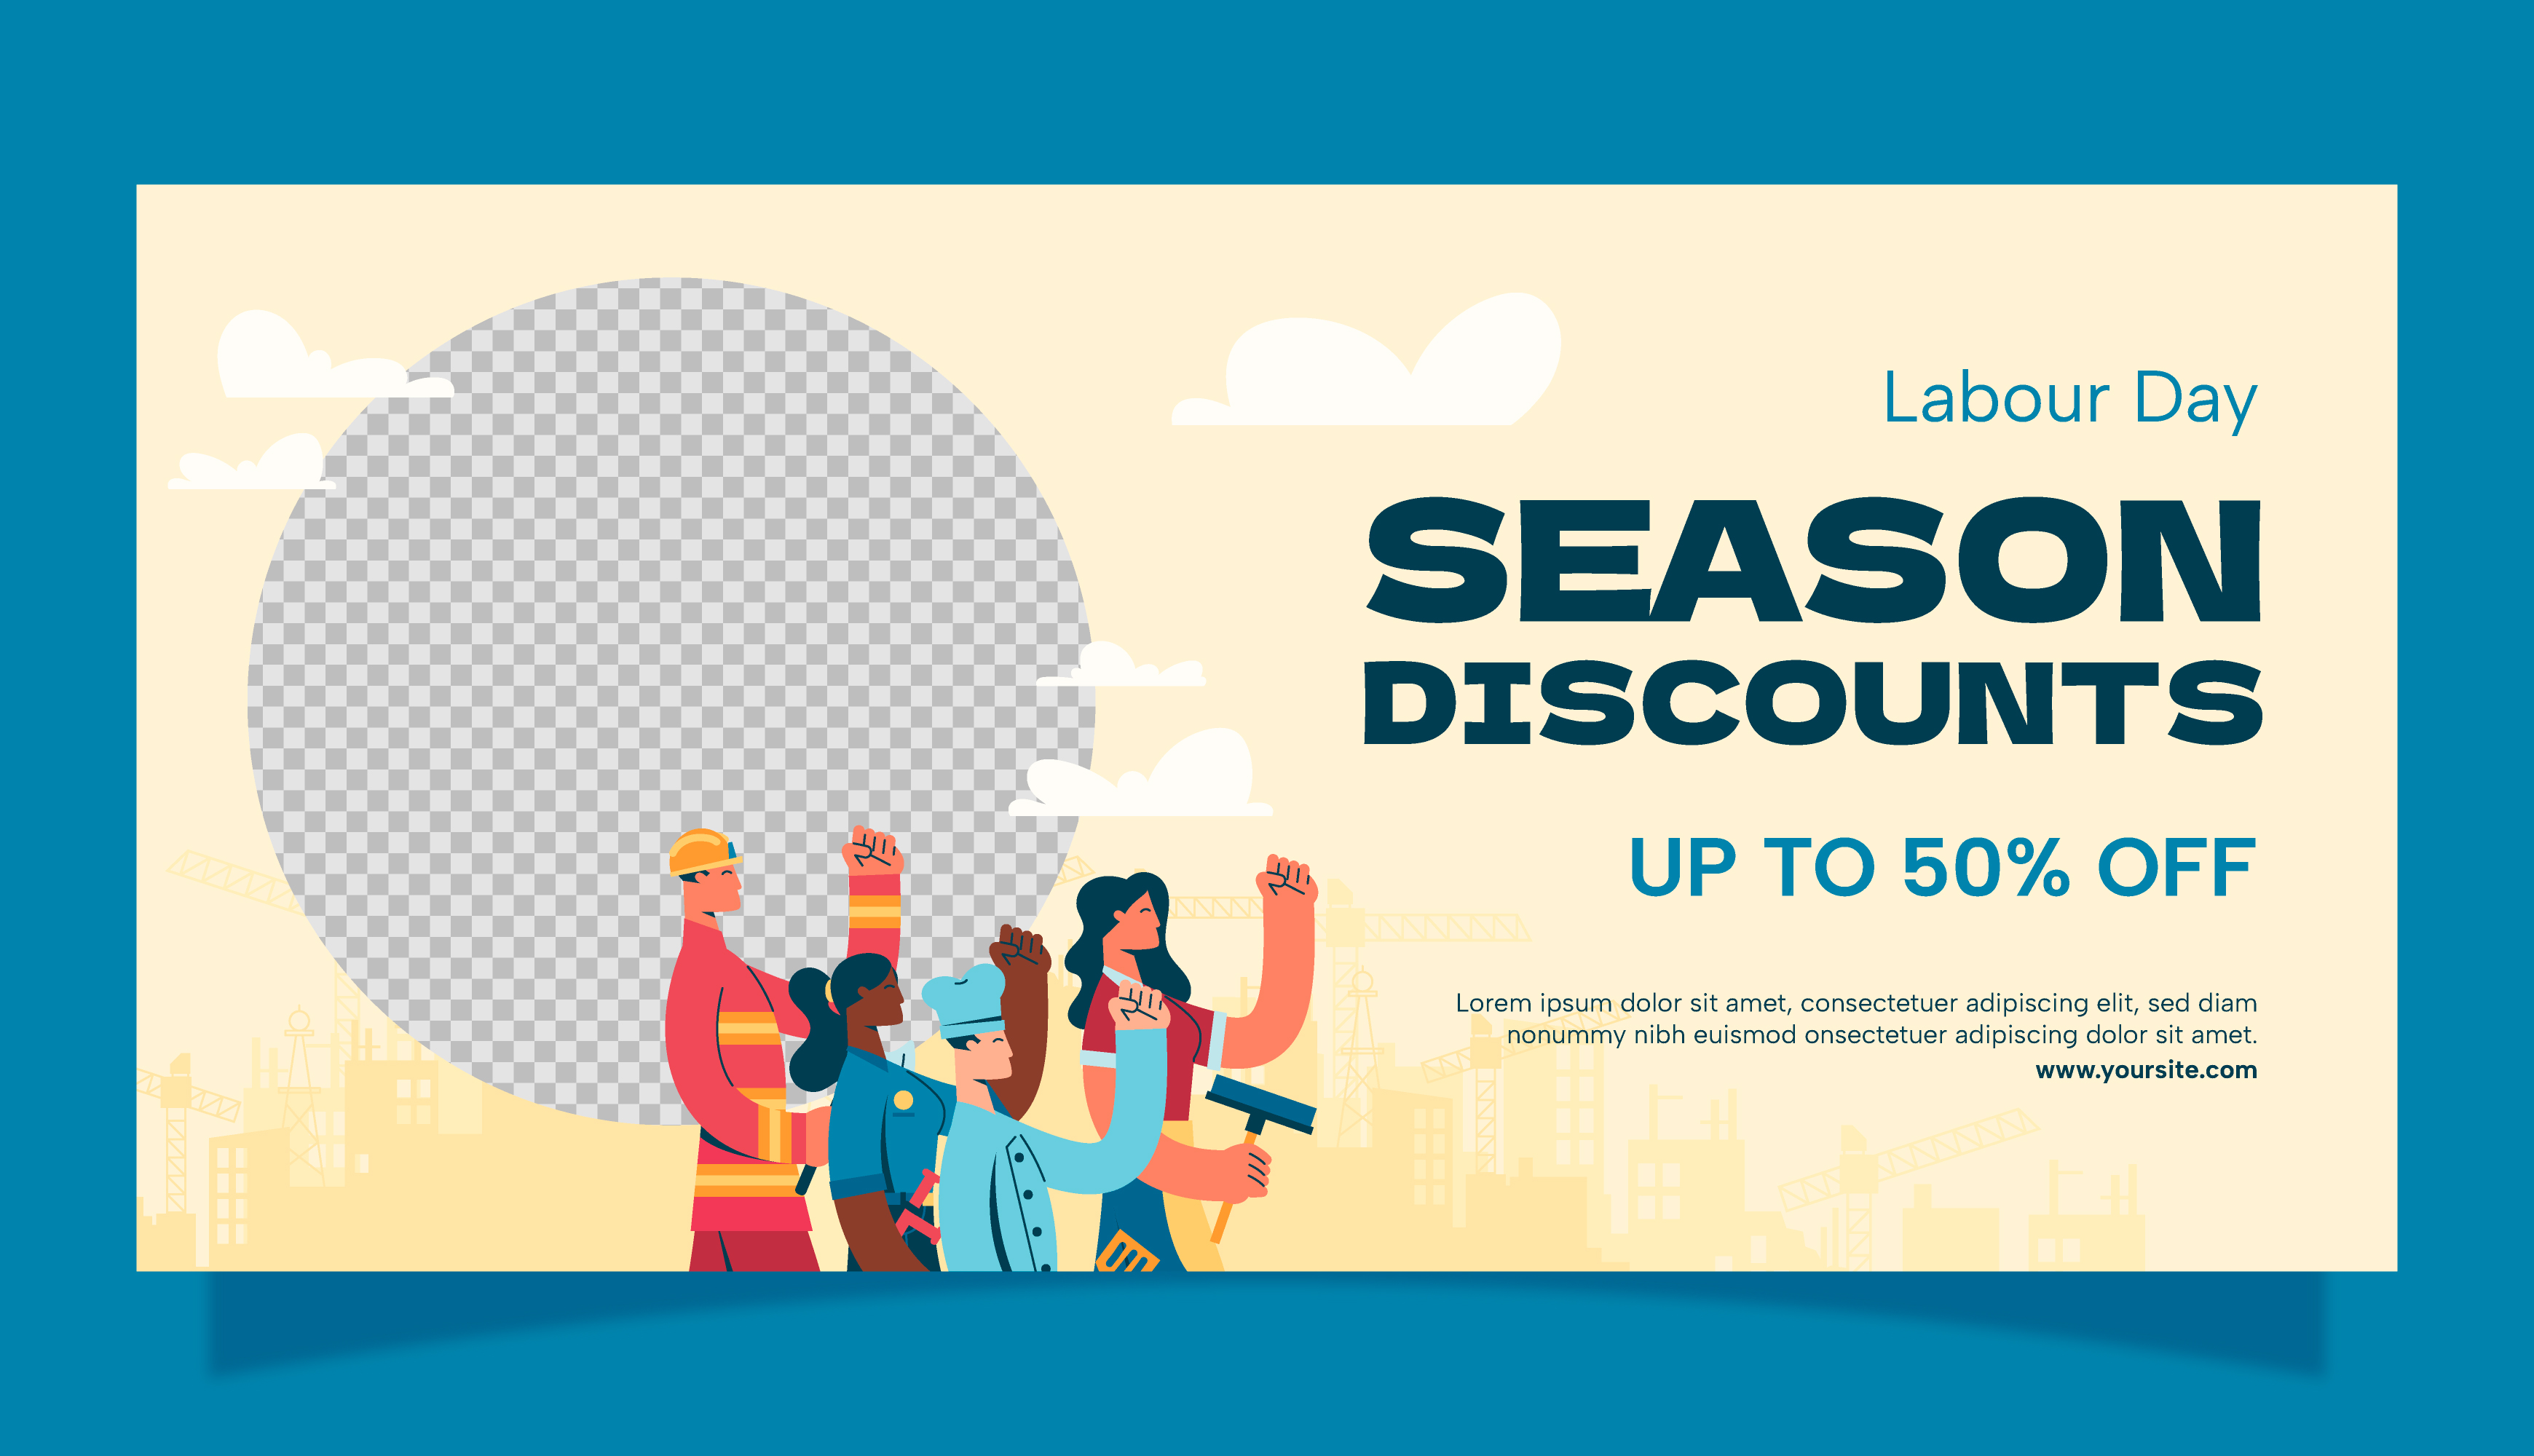 Labour Day
SEASON
DISCOUNTS
UP TO 50% OFF
Lorem ipsum dolor sit amet, consectetuer adipiscing elit, sed diam
nonummy nibh euismod onsectetuer adipiscing dolor sit amet.
www.yoursite.com